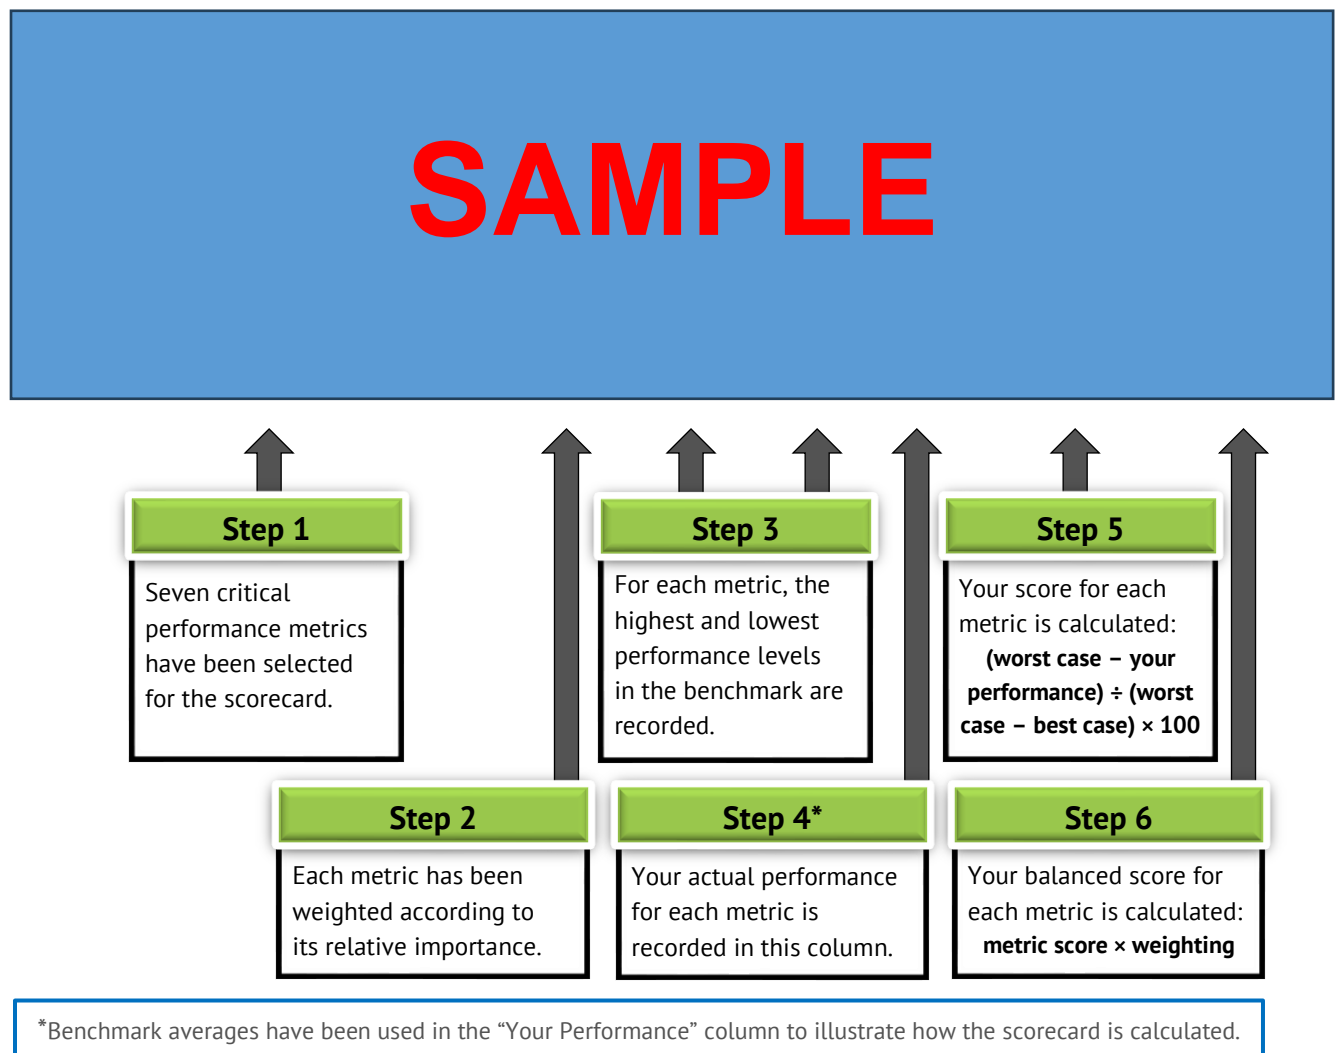 SAMPLE
Step 1
Seven critical
performance metrics
have been selected
for the scorecard.
Step 2
Each metric has been
weighted according to
its relative importance.
Step 3
For each metric, the
highest and lowest
performance levels
in the benchmark are
recorded.
Step 4*
Your actual performance
for each metric is
recorded in this column.
Step 5
Your score for each
metric is calculated:
(worst case – your
performance) ÷ (worst
case – best case) × 100
Step 6
Your balanced score for
each metric is calculated:
metric score × weighting
*Benchmark averages have been used in the “Your Performance” column to illustrate how the scorecard is calculated.